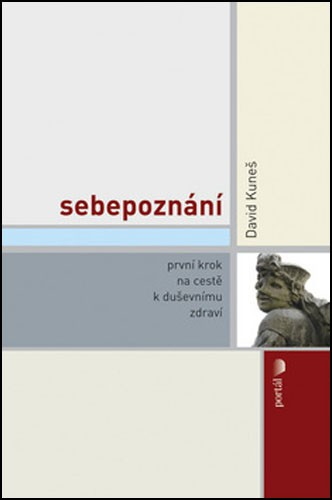 sebepoznání
David Kuneš
první krok
na cestě
k duševnímu
zdraví
portál